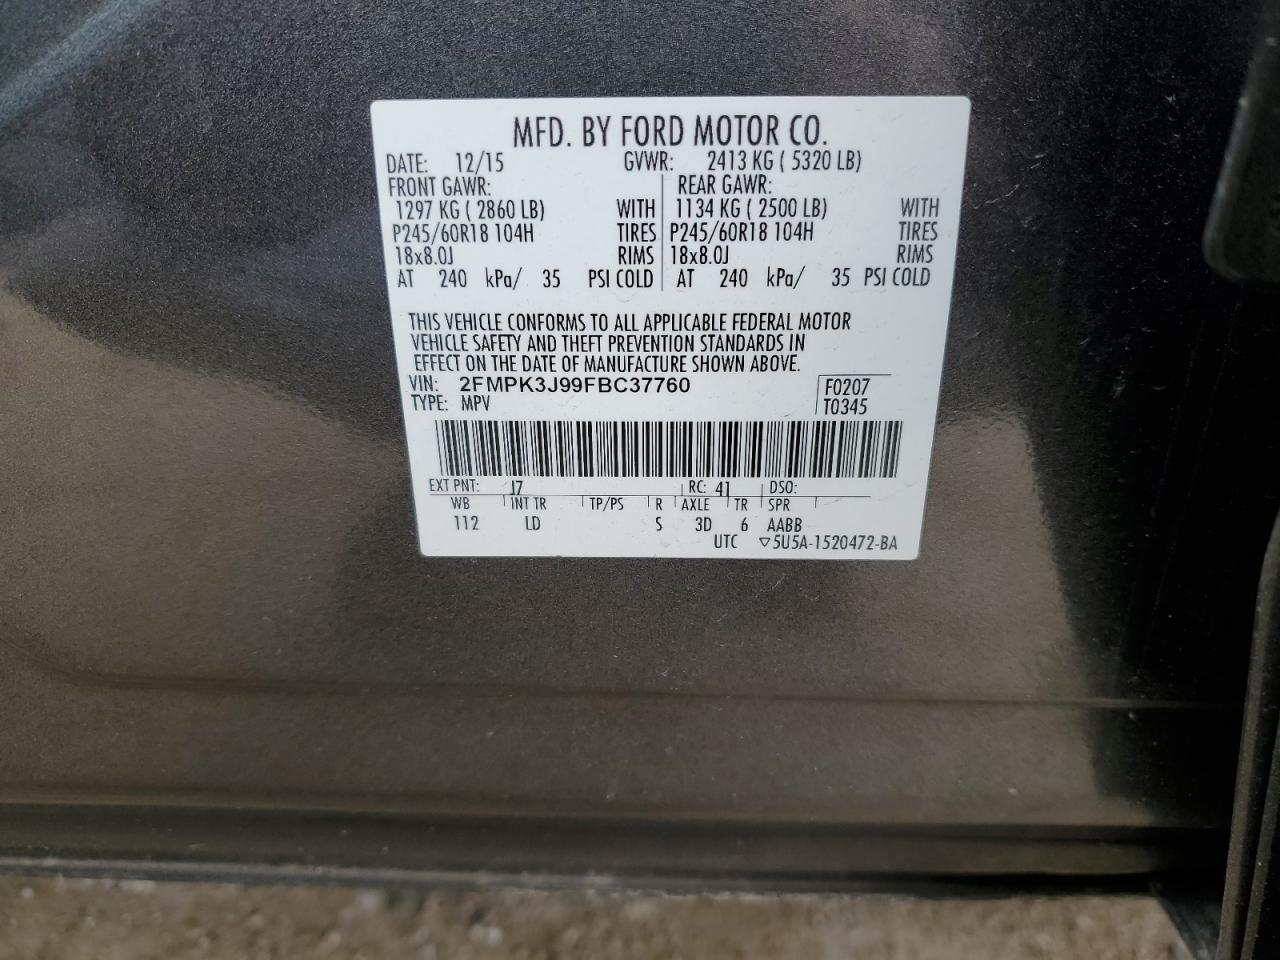 MFD. BY FORD MOTOR CO.
DATE: 12/15 GVWR: 2413 KG ( 5320 LB)
FRONT GAWR: REAR GAWR:
1297 KG ( 2860 LB) WITH 1134 KG ( 2500 LB) WITH
P245/60R18 104H TIRES P245/60R18 104H TIRES
18x8.0J RIMS 18x8.0J RIMS
AT 240 kPa/ 35 PSI COLD AT 240 kPa/ 35 PSI COLD
THIS VEHICLE CONFORMS TO ALL APPLICABLE FEDERAL MOTOR
VEHICLE SAFETY AND THEFT PREVENTION STANDARDS IN
EFFECT ON THE DATE OF MANUFACTURE SHOWN ABOVE.
VIN: 2FMPK3J99FBC37760 F0207
TYPE: MPV T0345
EXT PNT: J7 RC: 41 DSO:
WB INT TR TP/PS R AXLE TR SPR
112 LD S 3D 6 AABB
UTC ▽5U5A-1520472-BA